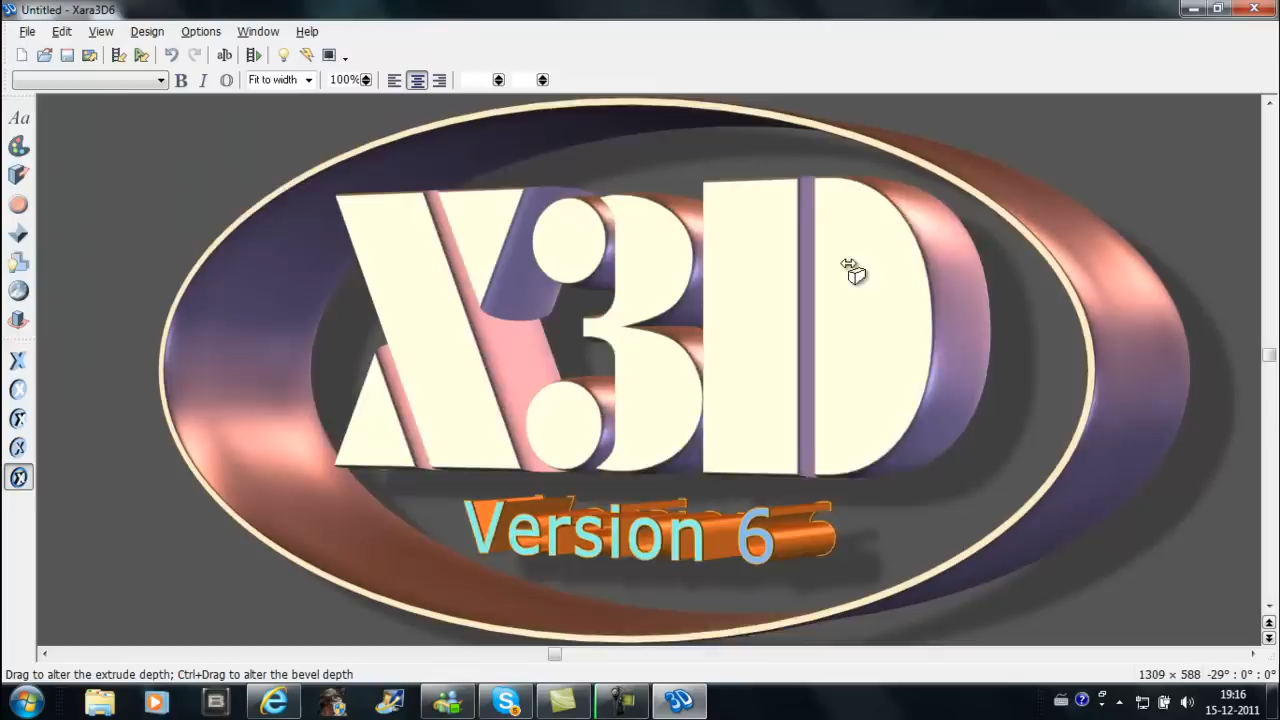 Untitled - Xara3D6
File Edit View Design Options Window Help
ab
B I O Fit to width 100%
Aa
X3D
Version 6
Drag to alter the extrude depth; Ctrl+Drag to alter the bevel depth 1309 × 588 -29° : 0° : 0°
19:16
15-12-2011